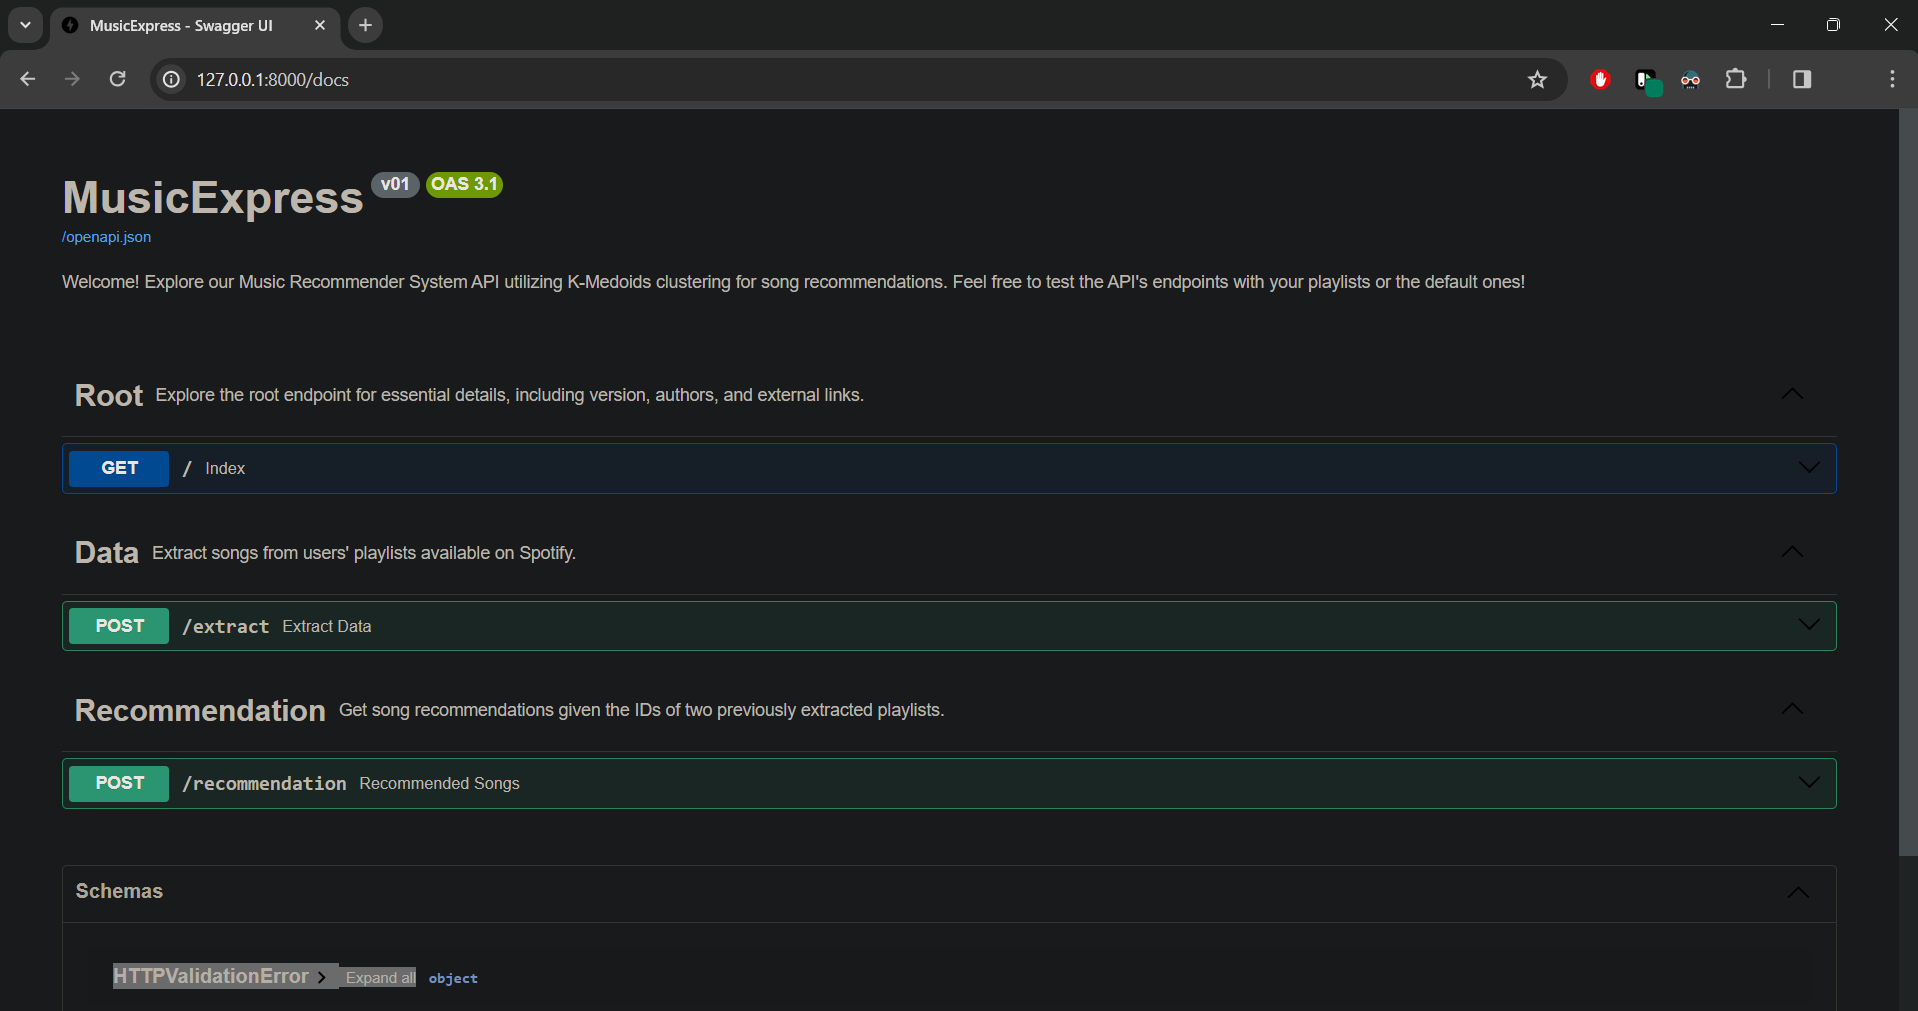 MusicExpress - Swagger UI
127.0.0.1:8000/docs
MusicExpress v01 OAS 3.1
/openapi.json
Welcome! Explore our Music Recommender System API utilizing K-Medoids clustering for song recommendations. Feel free to test the API's endpoints with your playlists or the default ones!
Root Explore the root endpoint for essential details, including version, authors, and external links.
GET / Index
Data Extract songs from users' playlists available on Spotify.
POST /extract Extract Data
Recommendation Get song recommendations given the IDs of two previously extracted playlists.
POST /recommendation Recommended Songs
Schemas
HTTPValidationError Expand all object